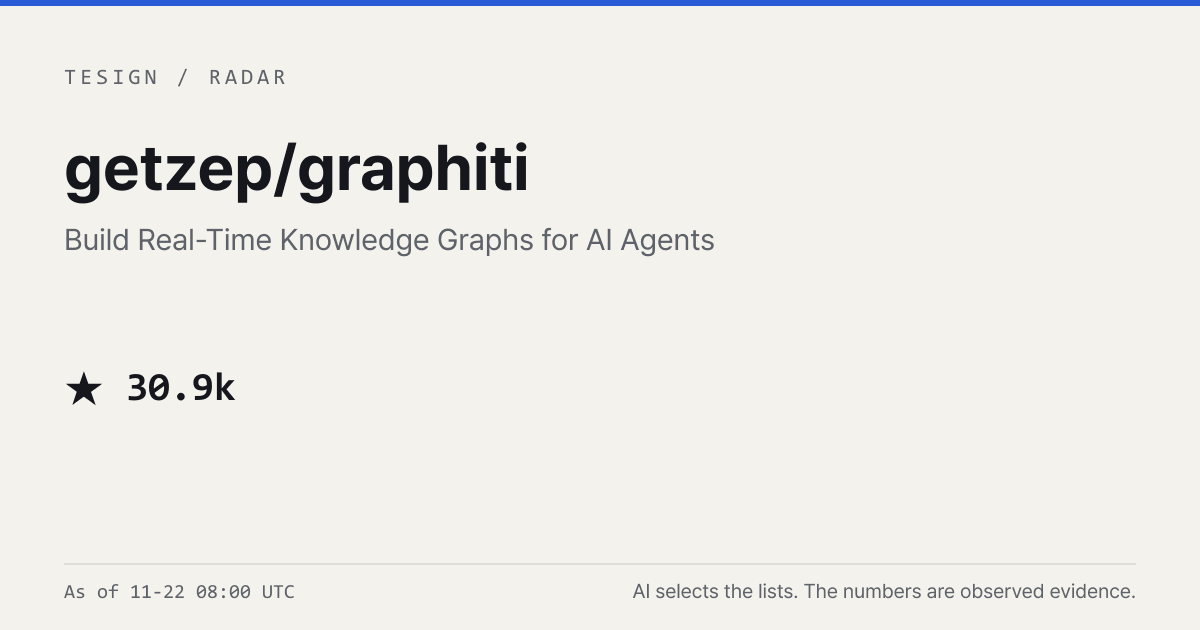 TESIGN / RADAR
getzep/graphiti
Build Real-Time Knowledge Graphs for AI Agents
★ 30.9k
As of 11-22 08:00 UTC
AI selects the lists. The numbers are observed evidence.